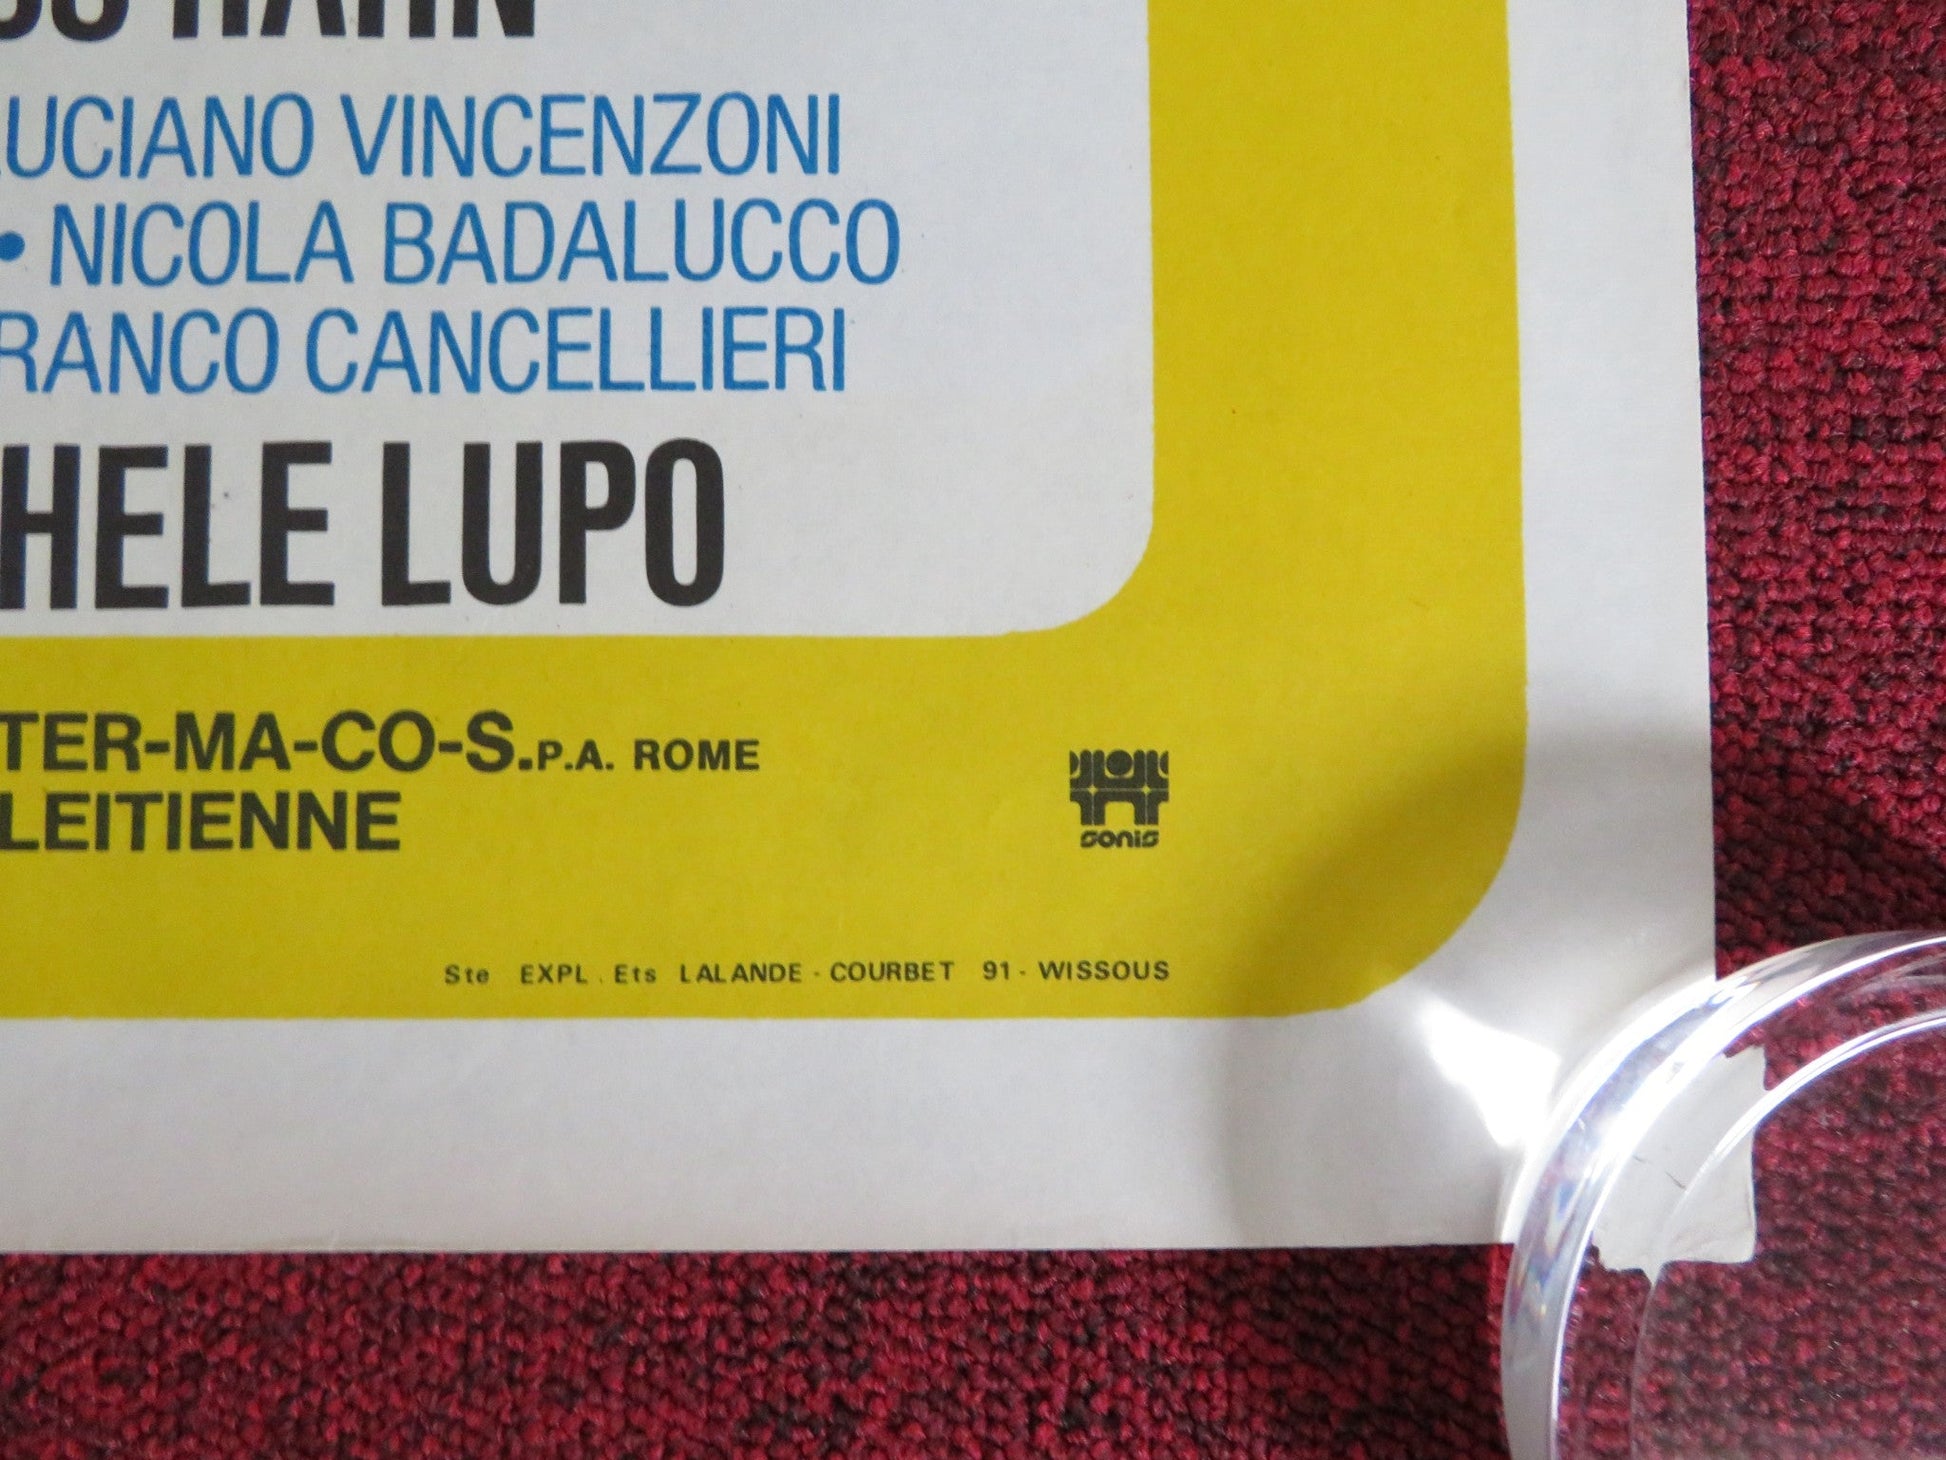 HAHN
LUCIANO VINCENZONI
• NICOLA BADALUCCO
RANCO CANCELLIERI
HELE LUPO
TER-MA-CO-S.P.A. ROME
LEITIENNE
sonis
Ste EXPL. Ets LALANDE - COURBET 91 - WISSOUS